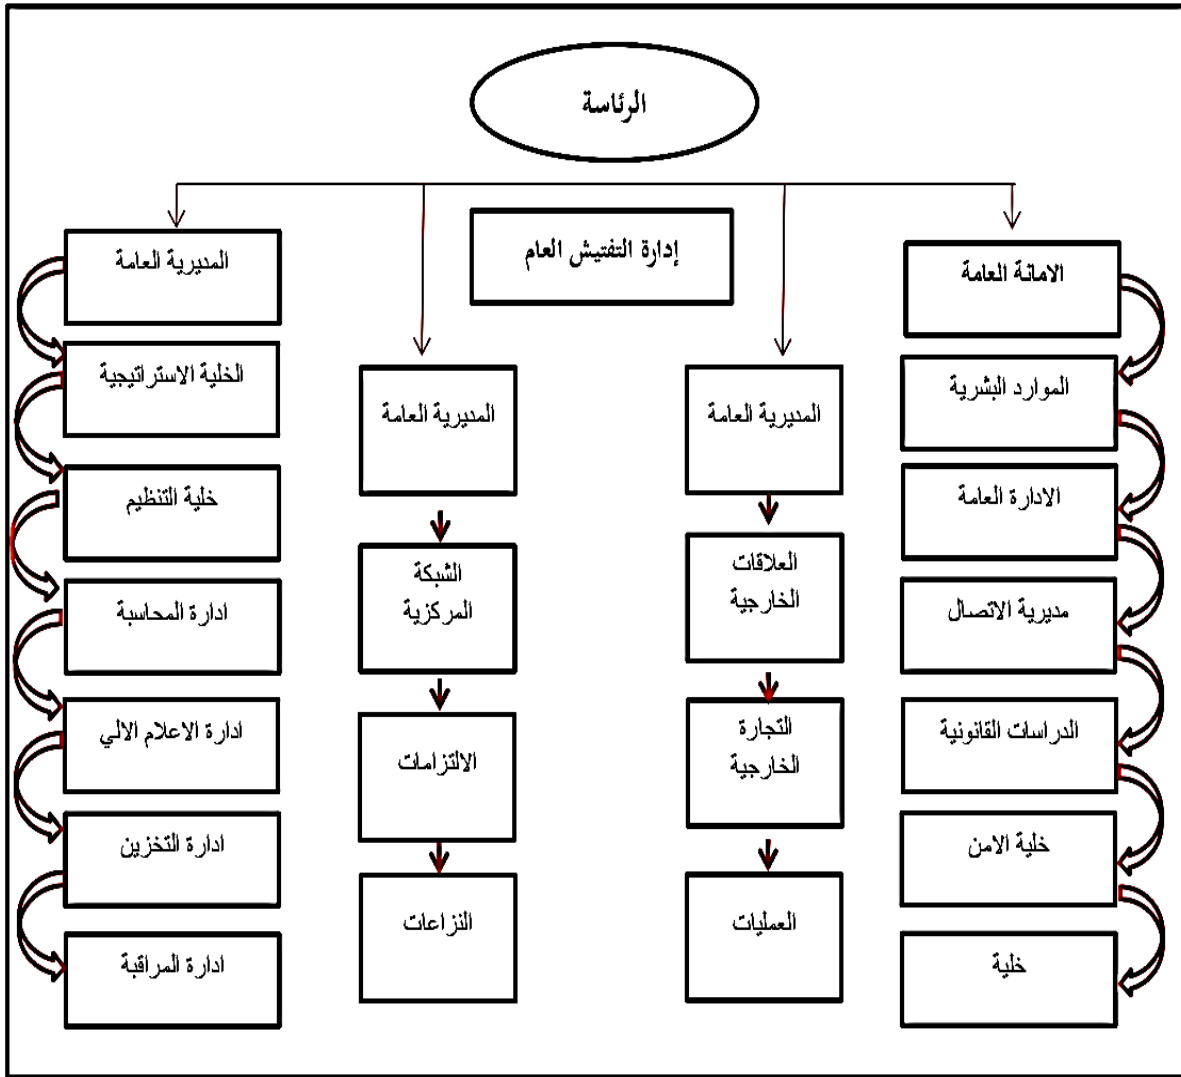 الرئاسة
إدارة التفتيش العام
الامانة العامة
الموارد البشرية
الادارة العامة
مديرية الاتصال
الدراسات القانونية
خلية الامن
خلية
المديرية العامة
العلاقات
الخارجية
التجارة
الخارجية
العمليات
المديرية العامة
الشبكة
المركزية
الالتزامات
النزاعات
المديرية العامة
الخلية الاستراتيجية
خلية التنظيم
ادارة المحاسبة
ادارة الاعلام الالي
ادارة التخزين
ادارة المراقبة